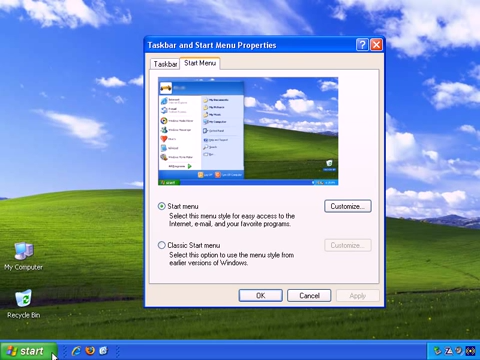 Taskbar and Start Menu Properties
Taskbar
Start Menu
Start menu
Customize...
Select this menu style for easy access to the
Internet, e-mail, and your favorite programs.
Classic Start menu
Customize...
Select this option to use the menu style from
earlier versions of Windows.
My Computer
OK
Cancel
Apply
Recycle Bin
start